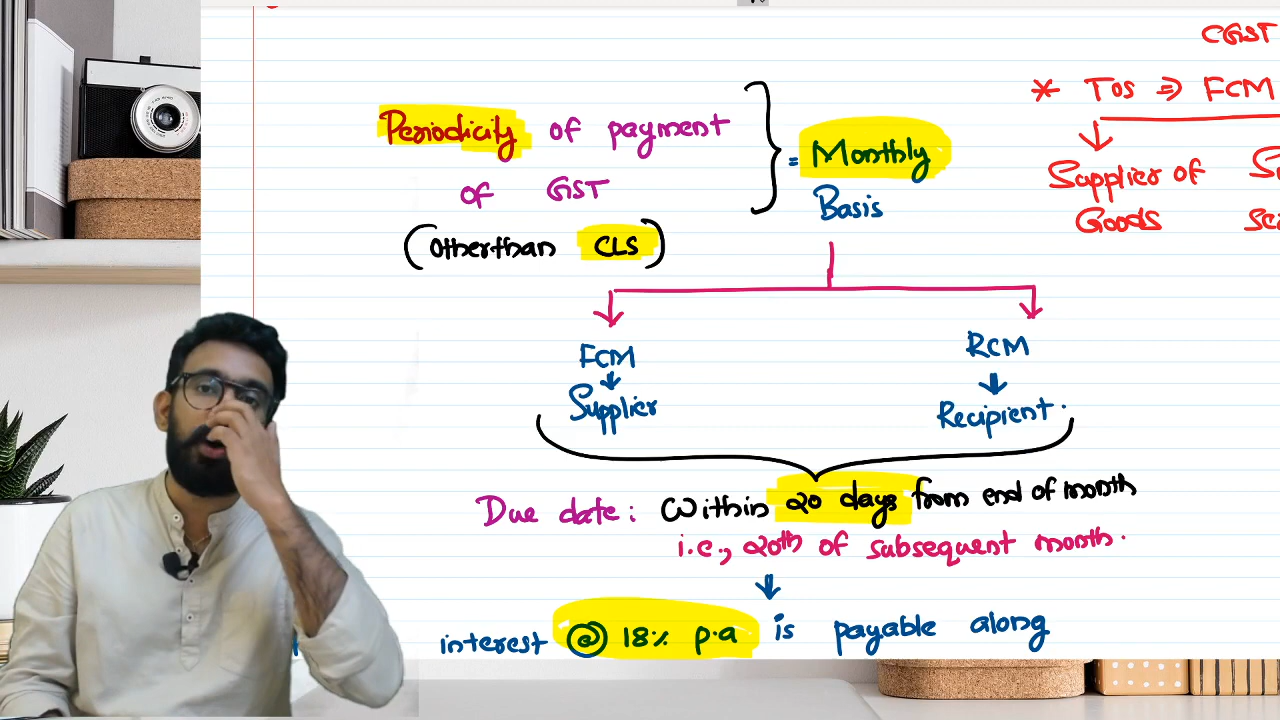 CGST
* TOS ⇒ FCM
Supplier of
Goods
Periodicity of payment
of GST
(Otherthan CLS)
= Monthly
Basis
FCM
Supplier
RCM
Recipient.
Due date: Within 20 days from end of month
i.e., 20th of subsequent month.
interest @ 18% p.a is payable along